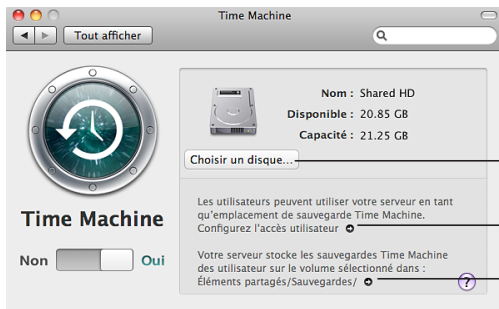 Time Machine
Tout afficher
Nom : Shared HD
Disponible : 20.85 GB
Capacité : 21.25 GB
Choisir un disque...
Les utilisateurs peuvent utiliser votre serveur en tant
qu'emplacement de sauvegarde Time Machine.
Configurez l'accès utilisateur
Time Machine
Non Oui
Votre serveur stocke les sauvegardes Time Machine
des utilisateur sur le volume sélectionné dans :
Éléments partagés/Sauvegardes/
?